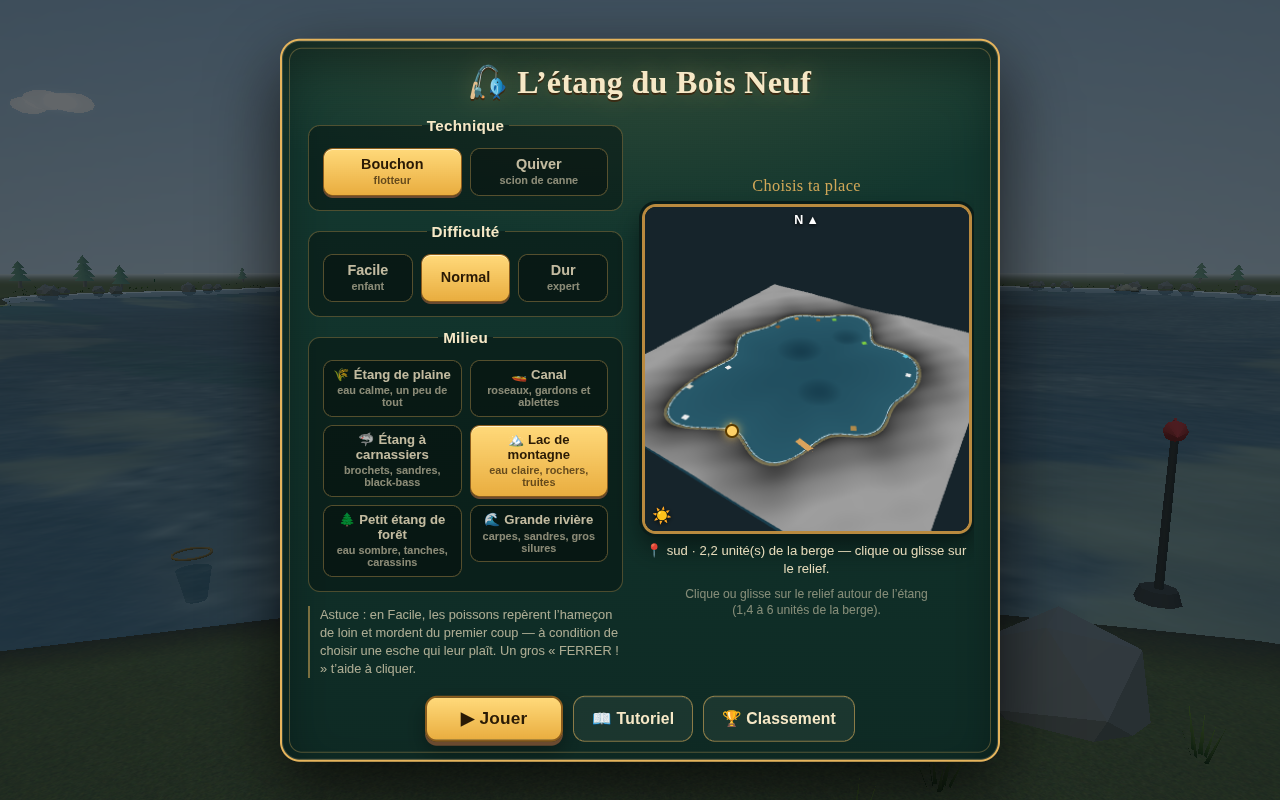 L’étang du Bois Neuf
Technique
Bouchon
flotteur
Quiver
scion de canne
Difficulté
Facile
enfant
Normal
Dur
expert
Milieu
Étang de plaine
eau calme, un peu de
tout
Canal
roseaux, gardons et
ablettes
Étang à
carnassiers
brochets, sandres,
black-bass
Lac de
montagne
eau claire, rochers,
truites
Petit étang de
forêt
eau sombre, tanches,
carassins
Grande rivière
carpes, sandres, gros
silures
Astuce : en Facile, les poissons repèrent l’hameçon
de loin et mordent du premier coup — à condition de
choisir une esche qui leur plaît. Un gros « FERRER !
» t’aide à cliquer.
Choisis ta place
N ▲
sud · 2,2 unité(s) de la berge — clique ou glisse sur
le relief.
Clique ou glisse sur le relief autour de l’étang
(1,4 à 6 unités de la berge).
▶ Jouer
Tutoriel
Classement